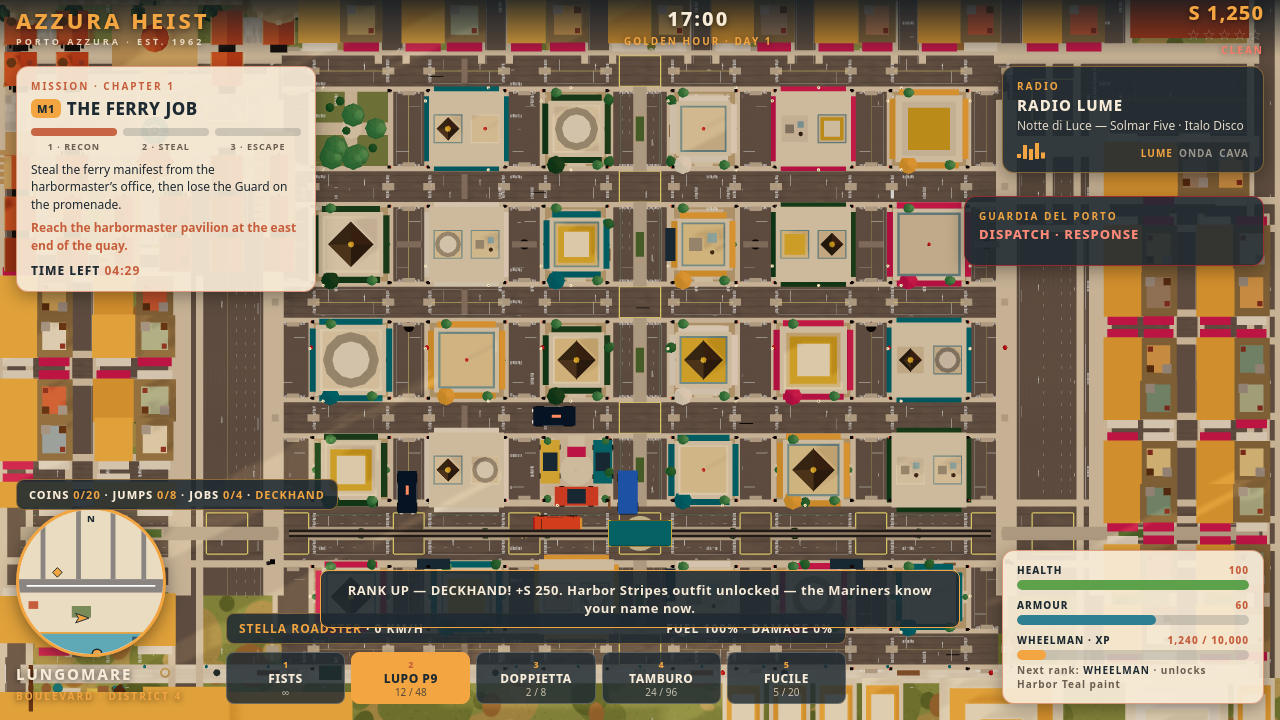 AZZURA HEIST
PORTO AZZURA · EST. 1962
17:00
GOLDEN HOUR · DAY 1
S 1,250
☆☆☆☆☆
CLEAN
MISSION · CHAPTER 1
M1 THE FERRY JOB
1 · RECON 2 · STEAL 3 · ESCAPE
Steal the ferry manifest from the
harbormaster’s office, then lose the Guard on
the promenade.
Reach the harbormaster pavilion at the east
end of the quay.
TIME LEFT 04:29
RADIO
RADIO LUME
Notte di Luce — Solmar Five · Italo Disco
LUME ONDA CAVA
GUARDIA DEL PORTO
DISPATCH · RESPONSE
COINS 0/20 · JUMPS 0/8 · JOBS 0/4 · DECKHAND
N
LUNGOMARE
BOULEVARD · DISTRICT 4
RANK UP — DECKHAND! +S 250. Harbor Stripes outfit unlocked — the Mariners know
your name now.
STELLA ROADSTER · 0 KM/H
FUEL 100% · DAMAGE 0%
1
FISTS
∞
2
LUPO P9
12 / 48
3
DOPPIETTA
2 / 8
4
TAMBURO
24 / 96
5
FUCILE
5 / 20
HEALTH 100
ARMOUR 60
WHEELMAN · XP 1,240 / 10,000
Next rank: WHEELMAN · unlocks
Harbor Teal paint